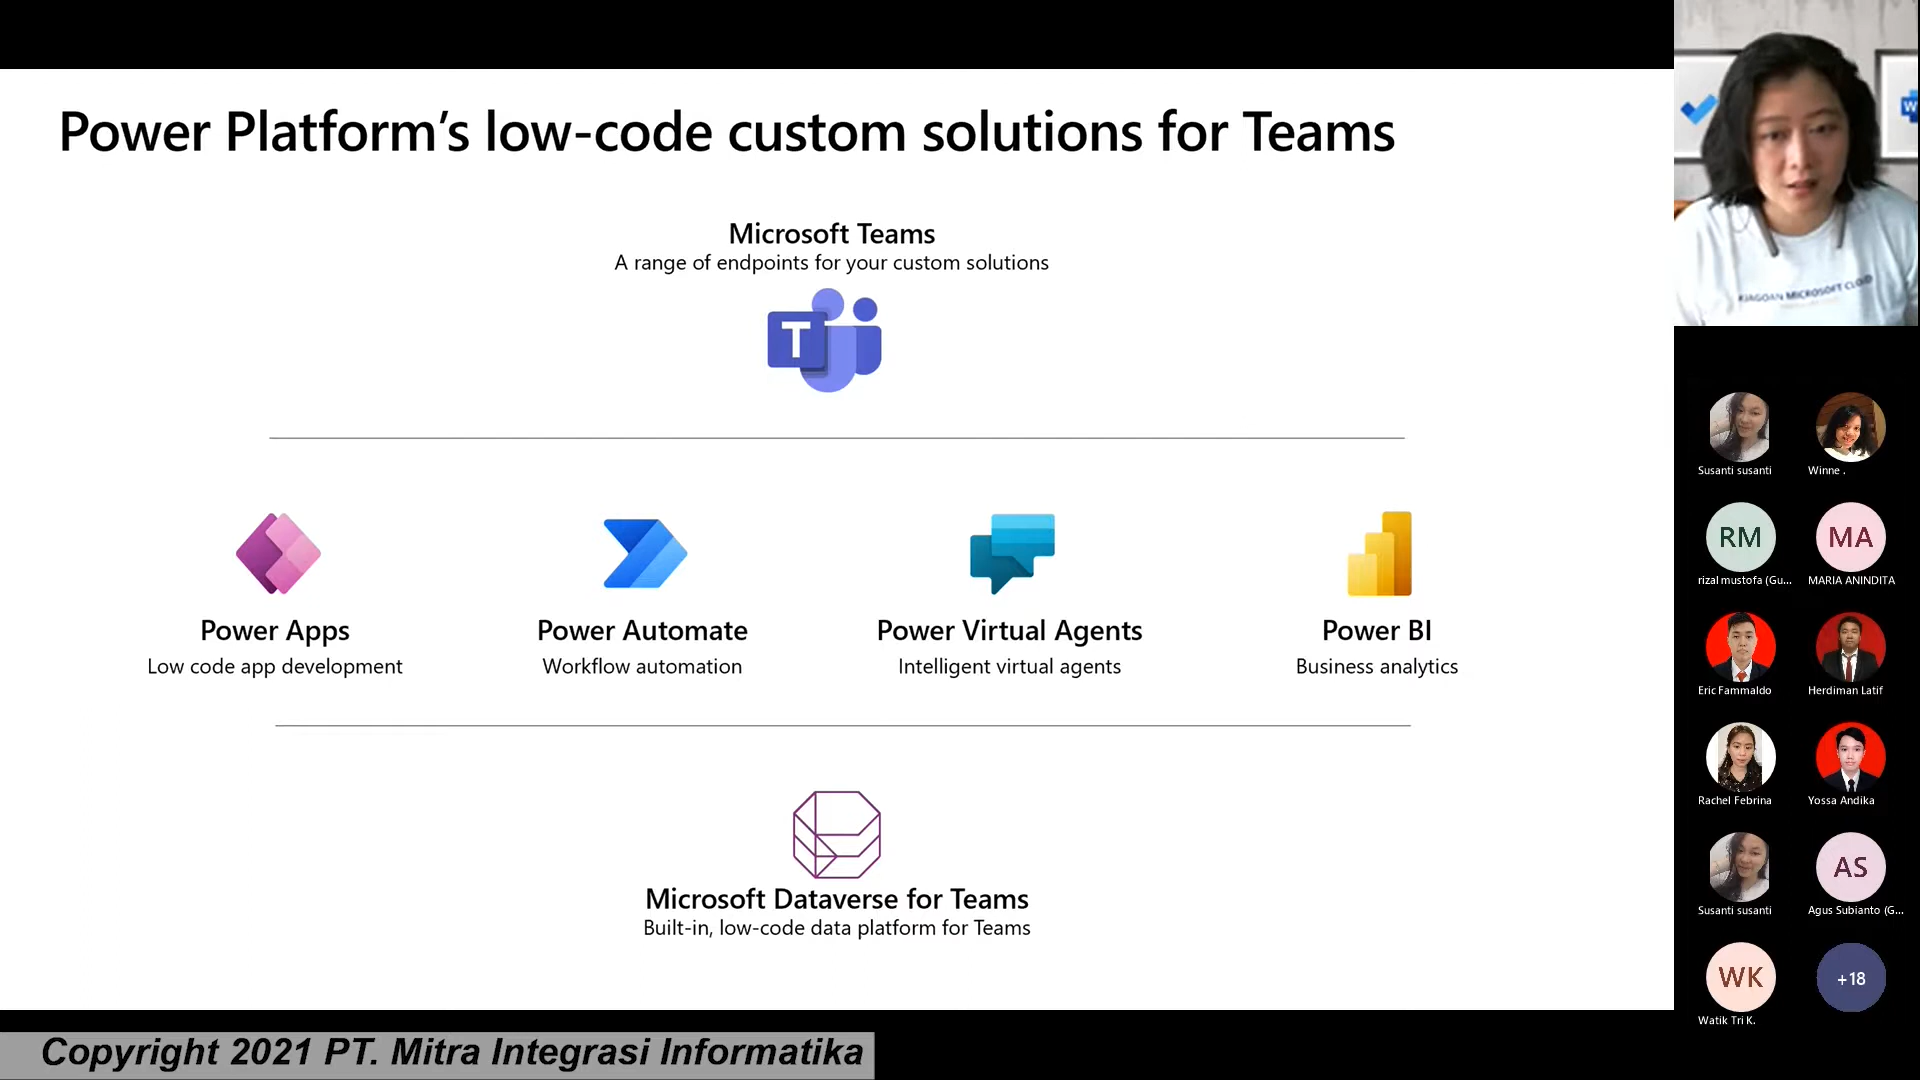 Power Platform’s low-code custom solutions for Teams
Microsoft Teams
A range of endpoints for your custom solutions
T
Power Apps
Low code app development
Power Automate
Workflow automation
Power Virtual Agents
Intelligent virtual agents
Power BI
Business analytics
Microsoft Dataverse for Teams
Built-in, low-code data platform for Teams
Copyright 2021 PT. Mitra Integrasi Informatika
W
#JAGOAN MICROSOFT CLOUD
Susanti susanti
Winne .
RM
MA
rizal mustofa (Gu...
MARIA ANINDITA
Eric Fammaldo
Herdiman Latif
Rachel Febrina
Yossa Andika
AS
Susanti susanti
Agus Subianto (G...
WK
+18
Watik Tri K.